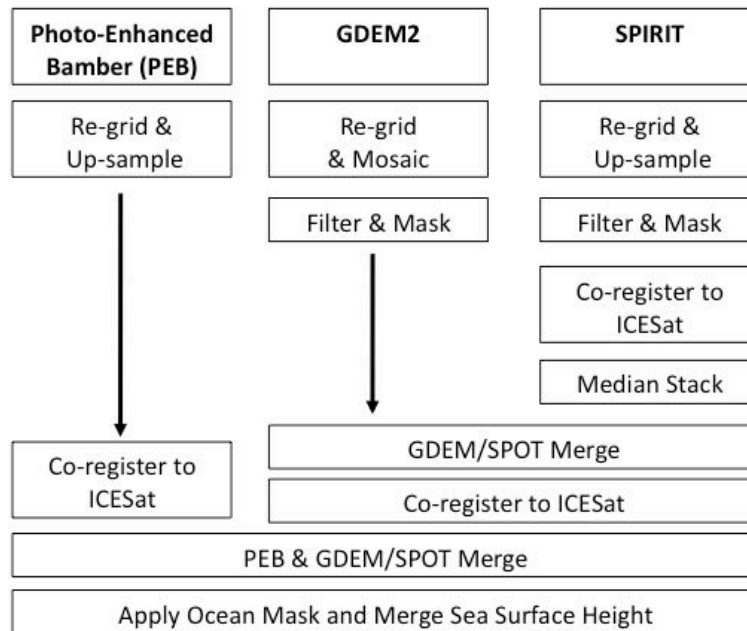 Photo-Enhanced
Bamber (PEB)
GDEM2
SPIRIT
Re-grid &
Up-sample
Re-grid
& Mosaic
Re-grid &
Up-sample
Filter & Mask
Filter & Mask
Co-register to
ICESat
Median Stack
Co-register to
ICESat
GDEM/SPOT Merge
Co-register to ICESat
PEB & GDEM/SPOT Merge
Apply Ocean Mask and Merge Sea Surface Height